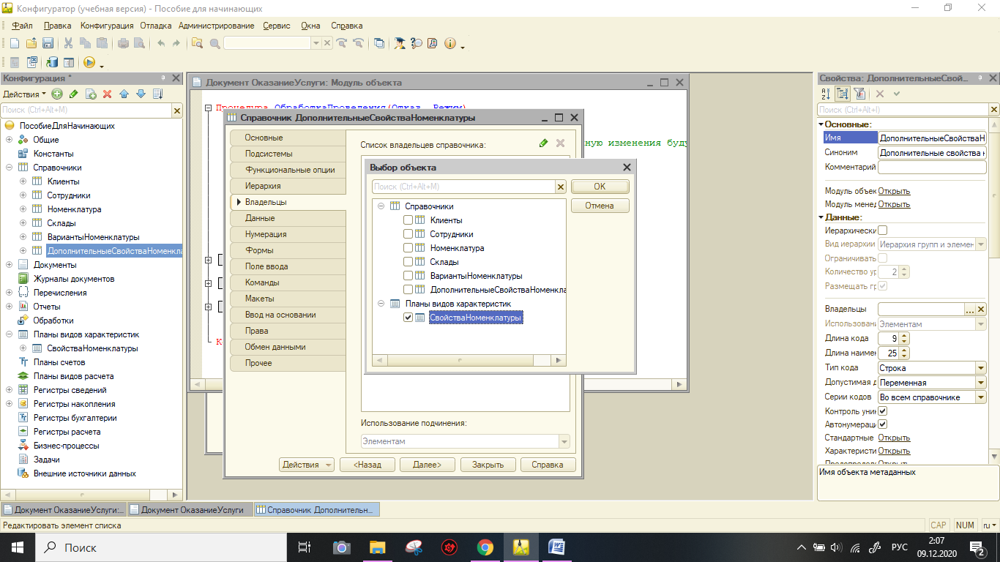 Конфигуратор (учебная версия) - Пособие для начинающих
Файл Правка Конфигурация Отладка Администрирование Сервис Окна Справка
Конфигурация *
Действия
Поиск (Ctrl+Alt+M)
ПособиеДляНачинающих
Общие
Константы
Справочники
Клиенты
Сотрудники
Номенклатура
Склады
ВариантыНоменклатуры
ДополнительныеСвойстваНоменкла
Документы
Журналы документов
Перечисления
Отчеты
Обработки
Планы видов характеристик
СвойстваНоменклатуры
Планы счетов
Планы видов расчета
Регистры сведений
Регистры накопления
Регистры бухгалтерии
Регистры расчета
Бизнес-процессы
Задачи
Внешние источники данных
Документ ОказаниеУслуги: Модуль объекта
Процедура ОбработкаПроведения(Отказ, Режим)
ную изменения буду
К
Справочник ДополнительныеСвойстваНоменклатуры
Основные
Подсистемы
Функциональные опции
Иерархия
Владельцы
Данные
Нумерация
Формы
Поле ввода
Команды
Макеты
Ввод на основании
Права
Обмен данными
Прочее
Список владельцев справочника:
Использование подчинения:
Элементам
Действия <Назад Далее> Закрыть Справка
Выбор объекта
Поиск (Ctrl+Alt+M)
OK
Отмена
Справочники
Клиенты
Сотрудники
Номенклатура
Склады
ВариантыНоменклатуры
ДополнительныеСвойстваНоменкла
Планы видов характеристик
СвойстваНоменклатуры
Свойства: ДополнительныеСвой...
Поиск (Ctrl+Alt+I)
Основные:
Имя ДополнительныеСвойстваН
Синоним Дополнительные свойства н
Комментарий
Модуль объек Открыть
Модуль менед Открыть
Данные:
Иерархически
Вид иерархии Иерархия групп и элемен
Ограничивать
Количество ур 2
Размещать гр
Владельцы ...
Использовани Элементам
Длина кода 9
Длина наимен 25
Тип кода Строка
Допустимая д Переменная
Серии кодов Во всем справочнике
Контроль уник
Автонумераци
Стандартные Открыть
Характеристи Открыть
Предопределе Открыть
Имя объекта метаданных
Документ ОказаниеУслуги:... Документ ОказаниеУслуги Справочник Дополнительн...
Редактировать элемент списка
CAP NUM ru
Поиск
РУС
2:07
09.12.2020
2